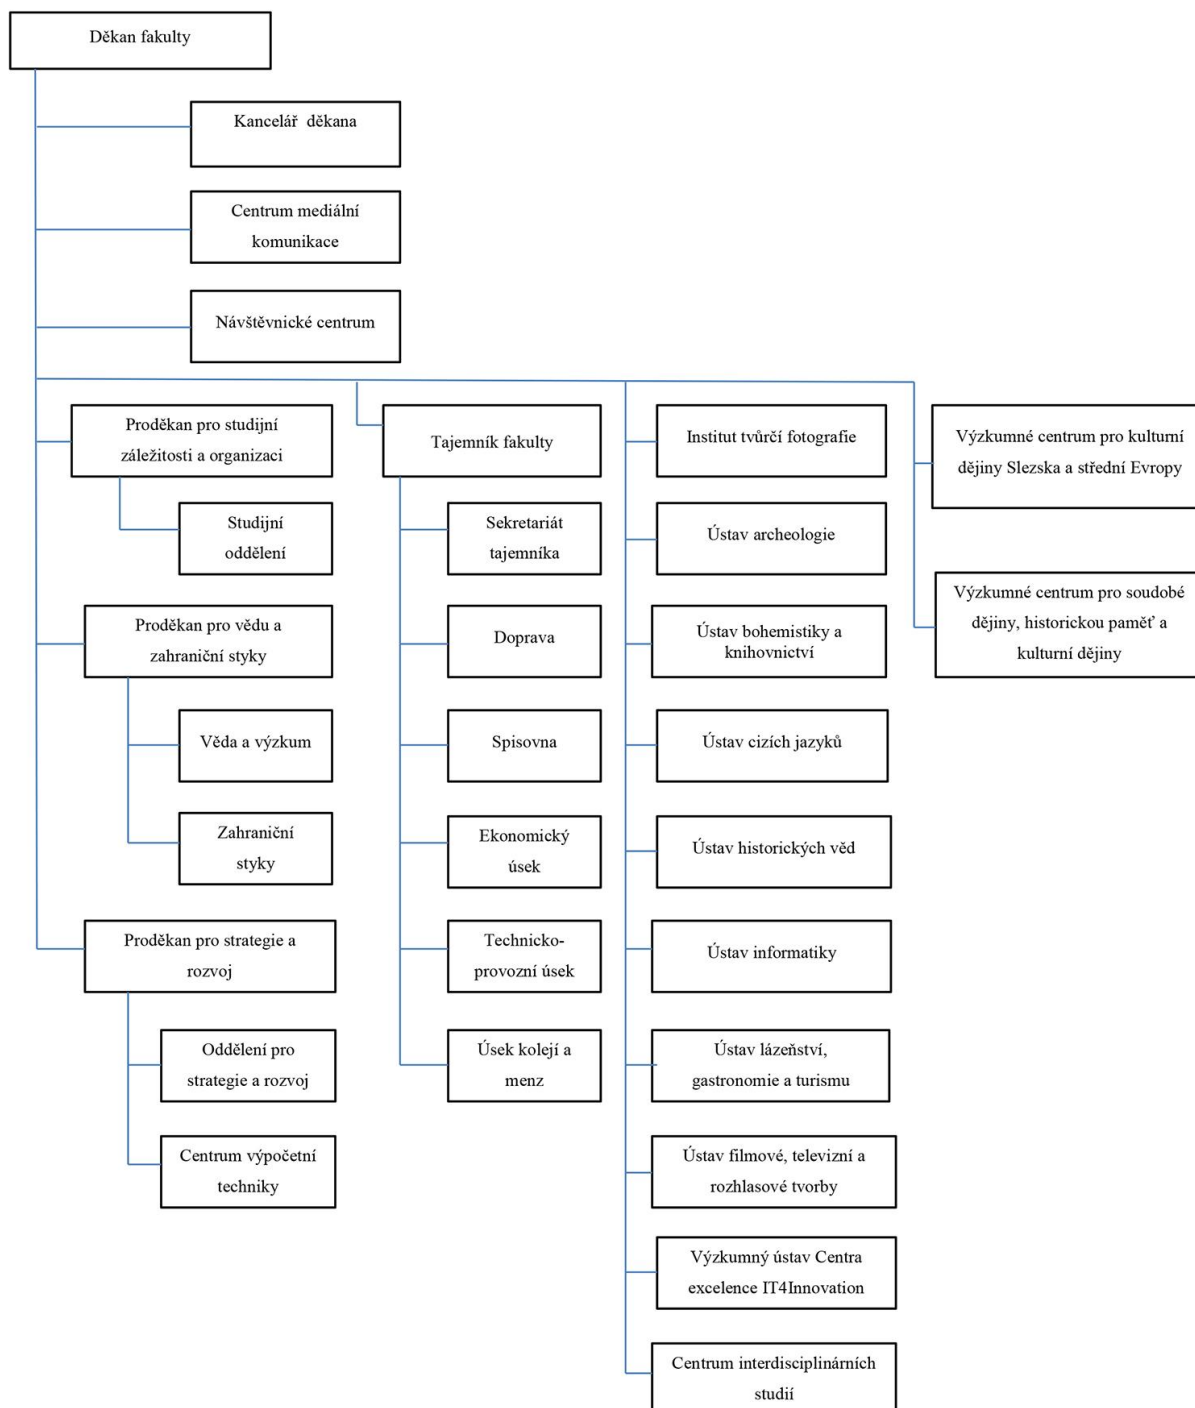 Děkan fakulty
Kancelář děkana
Centrum mediální
komunikace
Návštěvnické centrum
Proděkan pro studijní
záležitosti a organizaci
Studijní
oddělení
Proděkan pro vědu a
zahraniční styky
Věda a výzkum
Zahraniční
styky
Proděkan pro strategie a
rozvoj
Oddělení pro
strategie a rozvoj
Centrum výpočetní
techniky
Tajemník fakulty
Sekretariát
tajemníka
Doprava
Spisovna
Ekonomický
úsek
Technicko-
provozní úsek
Úsek kolejí a
menz
Institut tvůrčí fotografie
Ústav archeologie
Ústav bohemistiky a
knihovnictví
Ústav cizích jazyků
Ústav historických věd
Ústav informatiky
Ústav lázeňství,
gastronomie a turismu
Ústav filmové, televizní a
rozhlasové tvorby
Výzkumný ústav Centra
excelence IT4Innovation
Centrum interdisciplinárních
studií
Výzkumné centrum pro kulturní
dějiny Slezska a střední Evropy
Výzkumné centrum pro soudobé
dějiny, historickou paměť a
kulturní dějiny